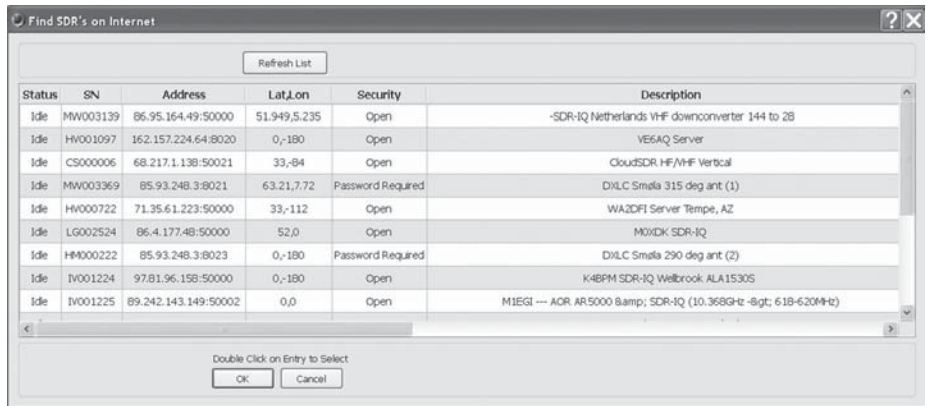 Find SDR's on Internet
Refresh List
Status SN Address Lat,Lon Security Description
Idle MW003139 86.95.164.49:50000 51.949,5.235 Open -SDR-IQ Netherlands VHF downconverter 144 to 28
Idle HV001097 162.157.224.64:8020 0,-180 Open VE6AQ Server
Idle CS000006 68.217.1.138:50021 33,-84 Open CloudSDR HF/VHF Vertical
Idle MW003369 85.93.248.3:8021 63.21,7.72 Password Required DXLC Smøla 315 deg ant (1)
Idle HV000722 71.35.61.223:50000 33,-112 Open WA2DFI Server Tempe, AZ
Idle LG002524 86.4.177.48:50000 52,0 Open M0XDK SDR-IQ
Idle HM000222 85.93.248.3:8023 0,-180 Password Required DXLC Smøla 290 deg ant (2)
Idle IV001224 97.81.96.158:50000 0,-180 Open K4BPM SDR-IQ Wellbrook ALA1530S
Idle IV001225 89.242.143.149:50002 0,0 Open M1EGI --- AOR AR5000 &amp; SDR-IQ (10.368GHz -&gt; 618-620MHz)
Double Click on Entry to Select
OK Cancel